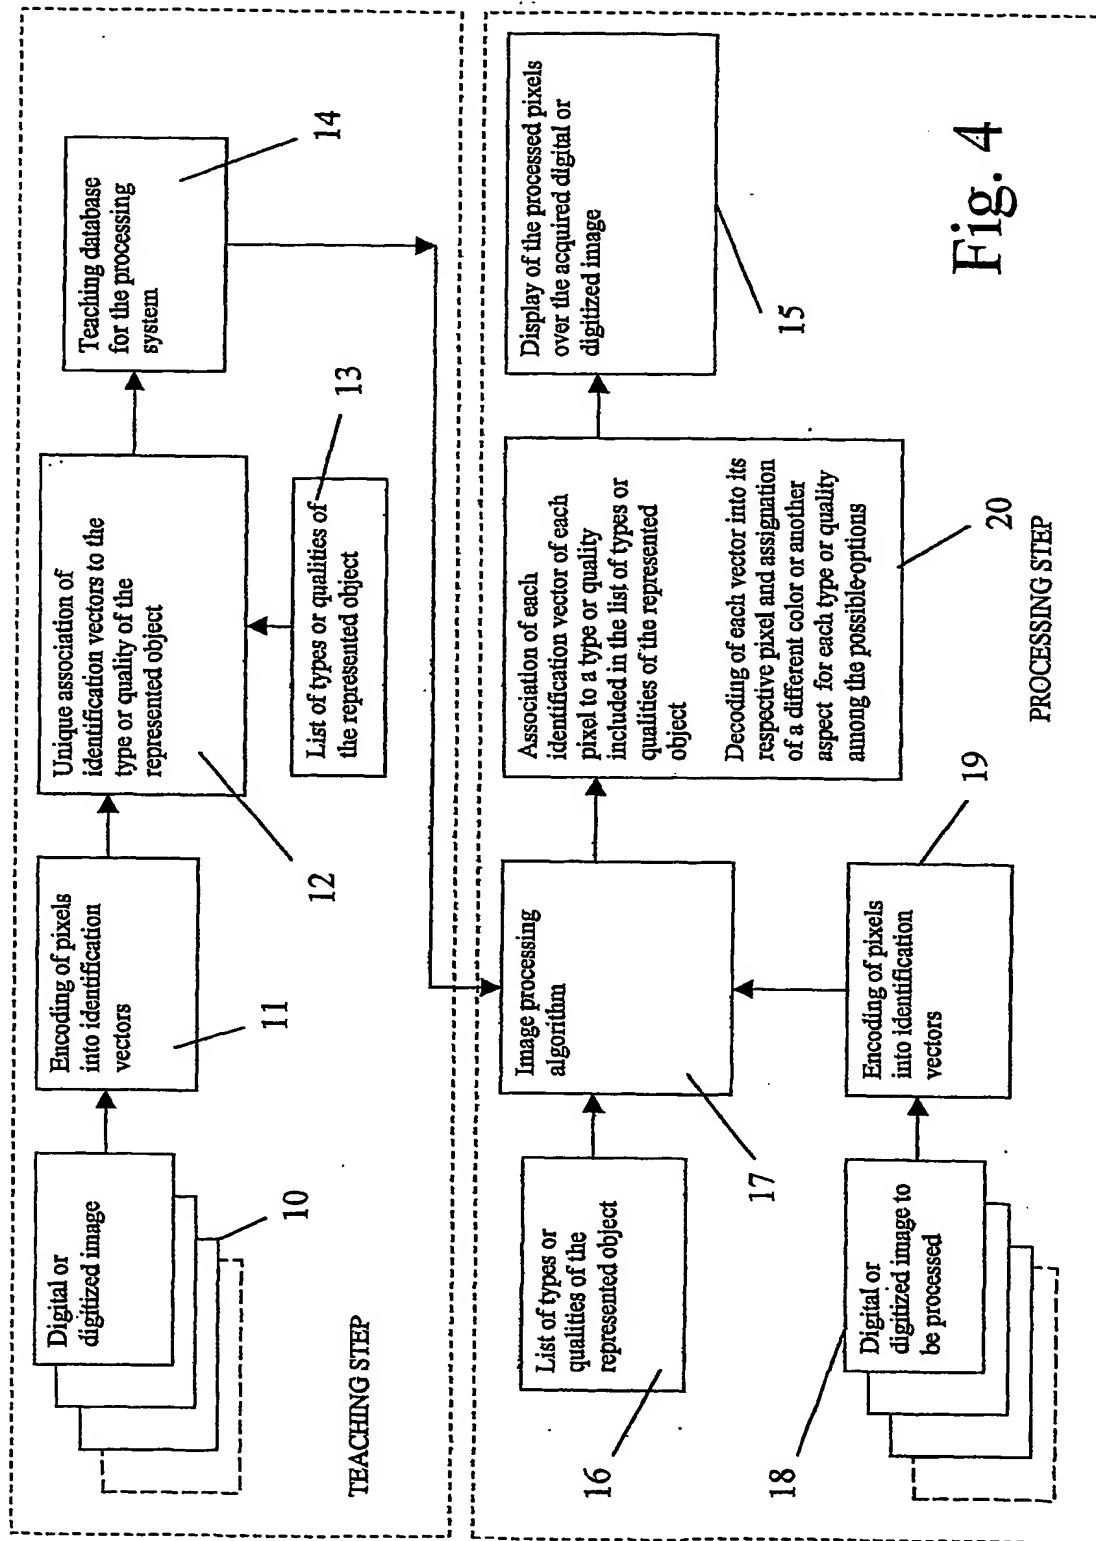 Digital or
digitized image
10
Encoding of pixels
into identification
vectors
11
Unique association of
identification vectors to the
type or quality of the
represented object
12
List of types or qualities of
the represented object
13
Teaching database
for the processing
system
14
TEACHING STEP
List of types or
qualities of the
represented object
16
Image processing
algorithm
17
Digital or
digitized image to
be processed
18
Encoding of pixels
into identification
vectors
19
Association of each
identification vector of each
pixel to a type or quality
included in the list of types or
qualities of the represented
object
Decoding of each vector into its
respective pixel and assignation
of a different color or another
aspect for each type or quality
among the possible options
20
Display of the processed pixels
over the acquired digital or
digitized image
15
PROCESSING STEP
Fig. 4